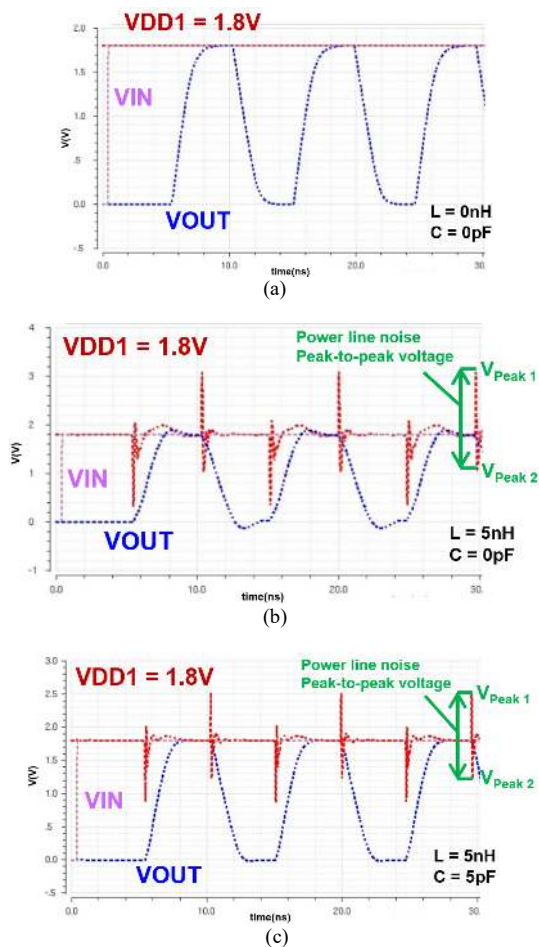 VDD1 = 1.8V
2.0
1.5
V(V)
1.0
.5
0.0
-.5
VIN
VOUT
L = 0nH
C = 0pF
0.0 10.0 20.0 30.
time(ns)
(a)
4
3
2
V(V)
1
0
-1
VDD1 = 1.8V
Power line noise
Peak-to-peak voltage
VPeak 1
VPeak 2
VIN
VOUT
L = 5nH
C = 0pF
0.0 10.0 20.0 30.
time(ns)
(b)
3.0
2.5
2.0
1.5
V(V)
1.0
.5
0.0
-.5
VDD1 = 1.8V
Power line noise
Peak-to-peak voltage
VPeak 1
VPeak 2
VIN
VOUT
L = 5nH
C = 5pF
0.0 10.0 20.0 30.
time(ns)
(c)